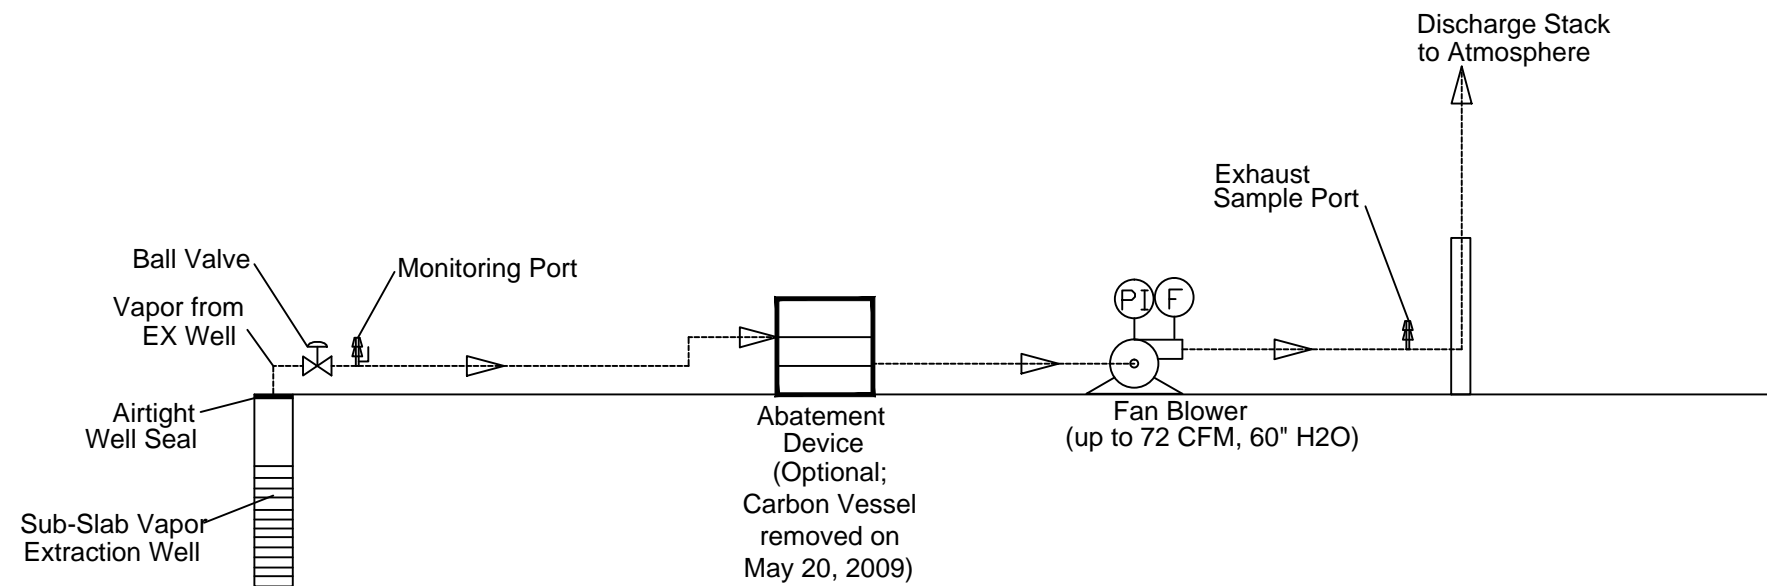 Discharge Stack
to Atmosphere
Exhaust
Sample Port
Ball Valve
Monitoring Port
Vapor from
EX Well
PI
F
Airtight
Well Seal
Abatement
Device
(Optional;
Carbon Vessel
removed on
May 20, 2009)
Fan Blower
(up to 72 CFM, 60" H2O)
Sub-Slab Vapor
Extraction Well